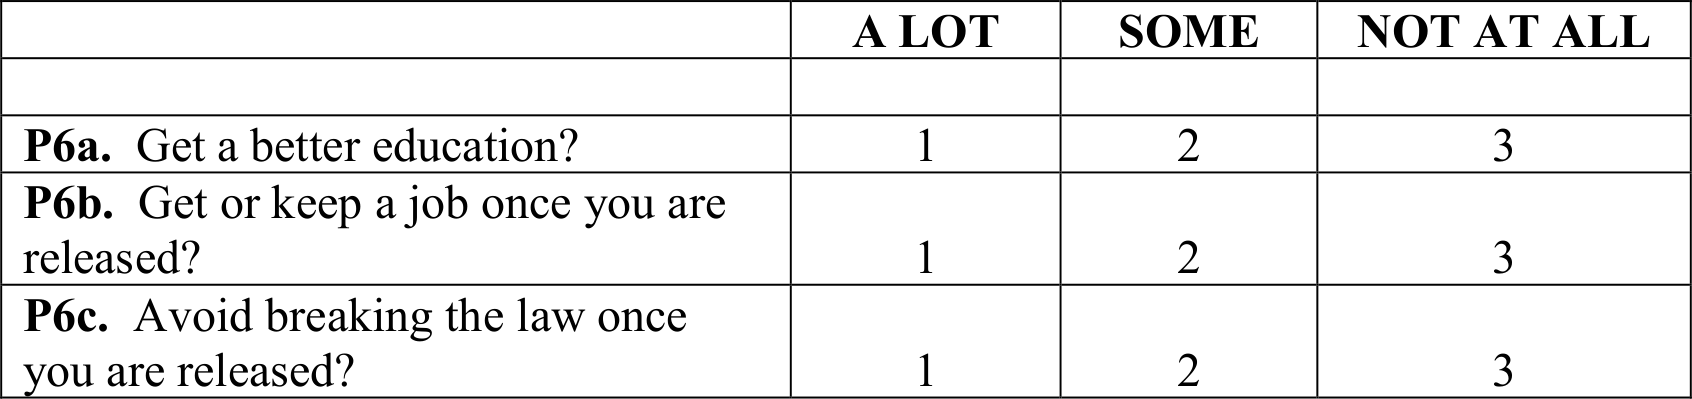 A LOT SOME NOT AT ALL
P6a. Get a better education? 1 2 3
P6b. Get or keep a job once you are
released? 1 2 3
P6c. Avoid breaking the law once
you are released? 1 2 3